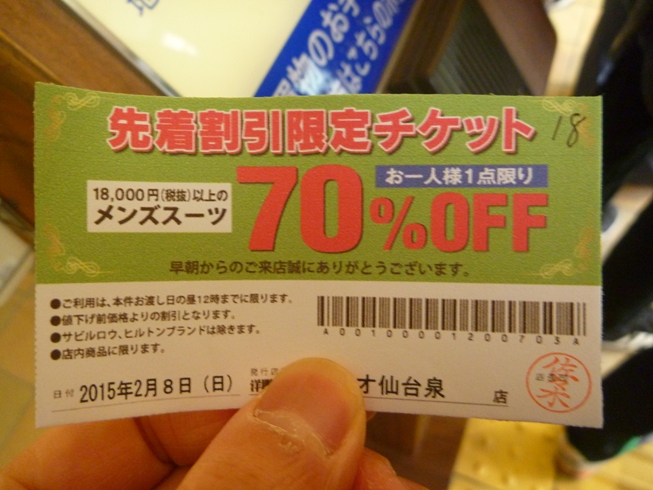 先着割引限定チケット
18
18,000円(税抜)以上の
メンズスーツ
70%OFF
お一人様1点限り
早朝からのご来店誠にありがとうございます。
●ご利用は、本件お渡し日の昼12時までに限ります。
●値下げ前価格よりの割引となります。
●サビルロウ、ヒルトンブランドは除きます。
●店内商品に限ります。
A00100001200703A
日付 2015年2月8日（日） 発行店 洋 オ仙台泉 店